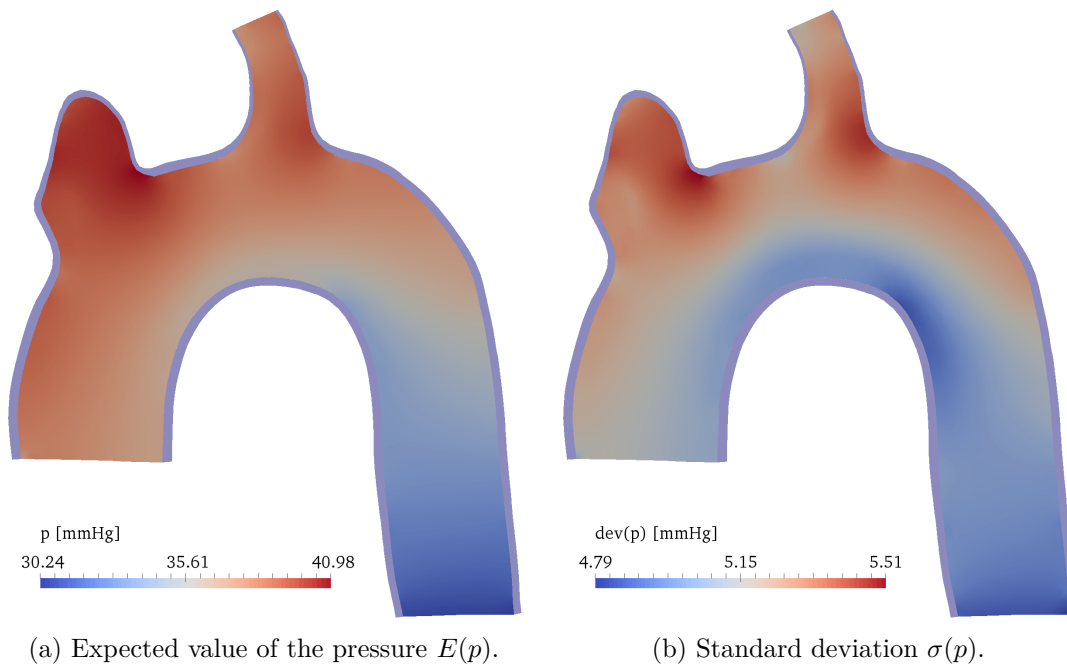 p [mmHg]
30.24 35.61 40.98
dev(p) [mmHg]
4.79 5.15 5.51
(a) Expected value of the pressure E(p).
(b) Standard deviation σ(p).